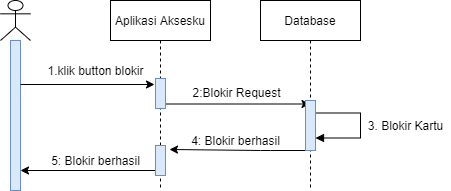 Aplikasi Aksesku
Database
1.klik button blokir
2:Blokir Request
3. Blokir Kartu
4: Blokir berhasil
5: Blokir berhasil